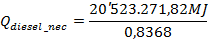 Q_diesel_nec = 20'523.271,82MJ / 0,8368